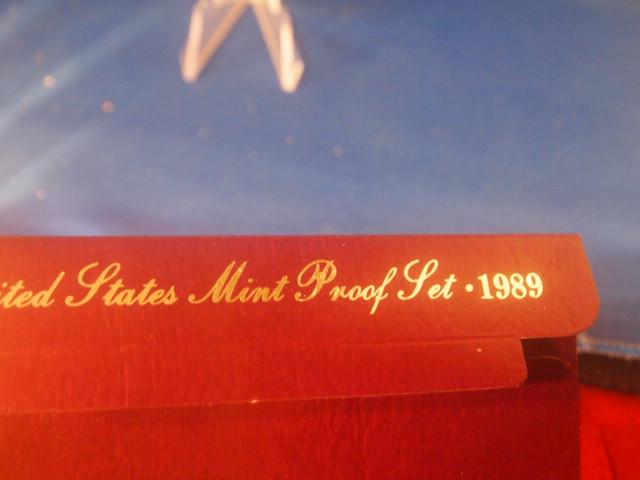 ited States Mint Proof Set · 1989